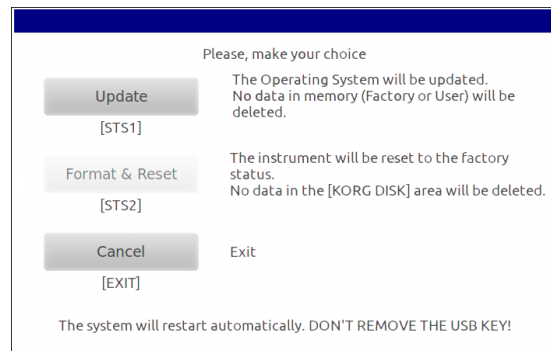 Please, make your choice
Update
[STS1]
The Operating System will be updated.
No data in memory (Factory or User) will be
deleted.
Format & Reset
[STS2]
The instrument will be reset to the factory
status.
No data in the [KORG DISK] area will be deleted.
Cancel
[EXIT]
Exit
The system will restart automatically. DON'T REMOVE THE USB KEY!